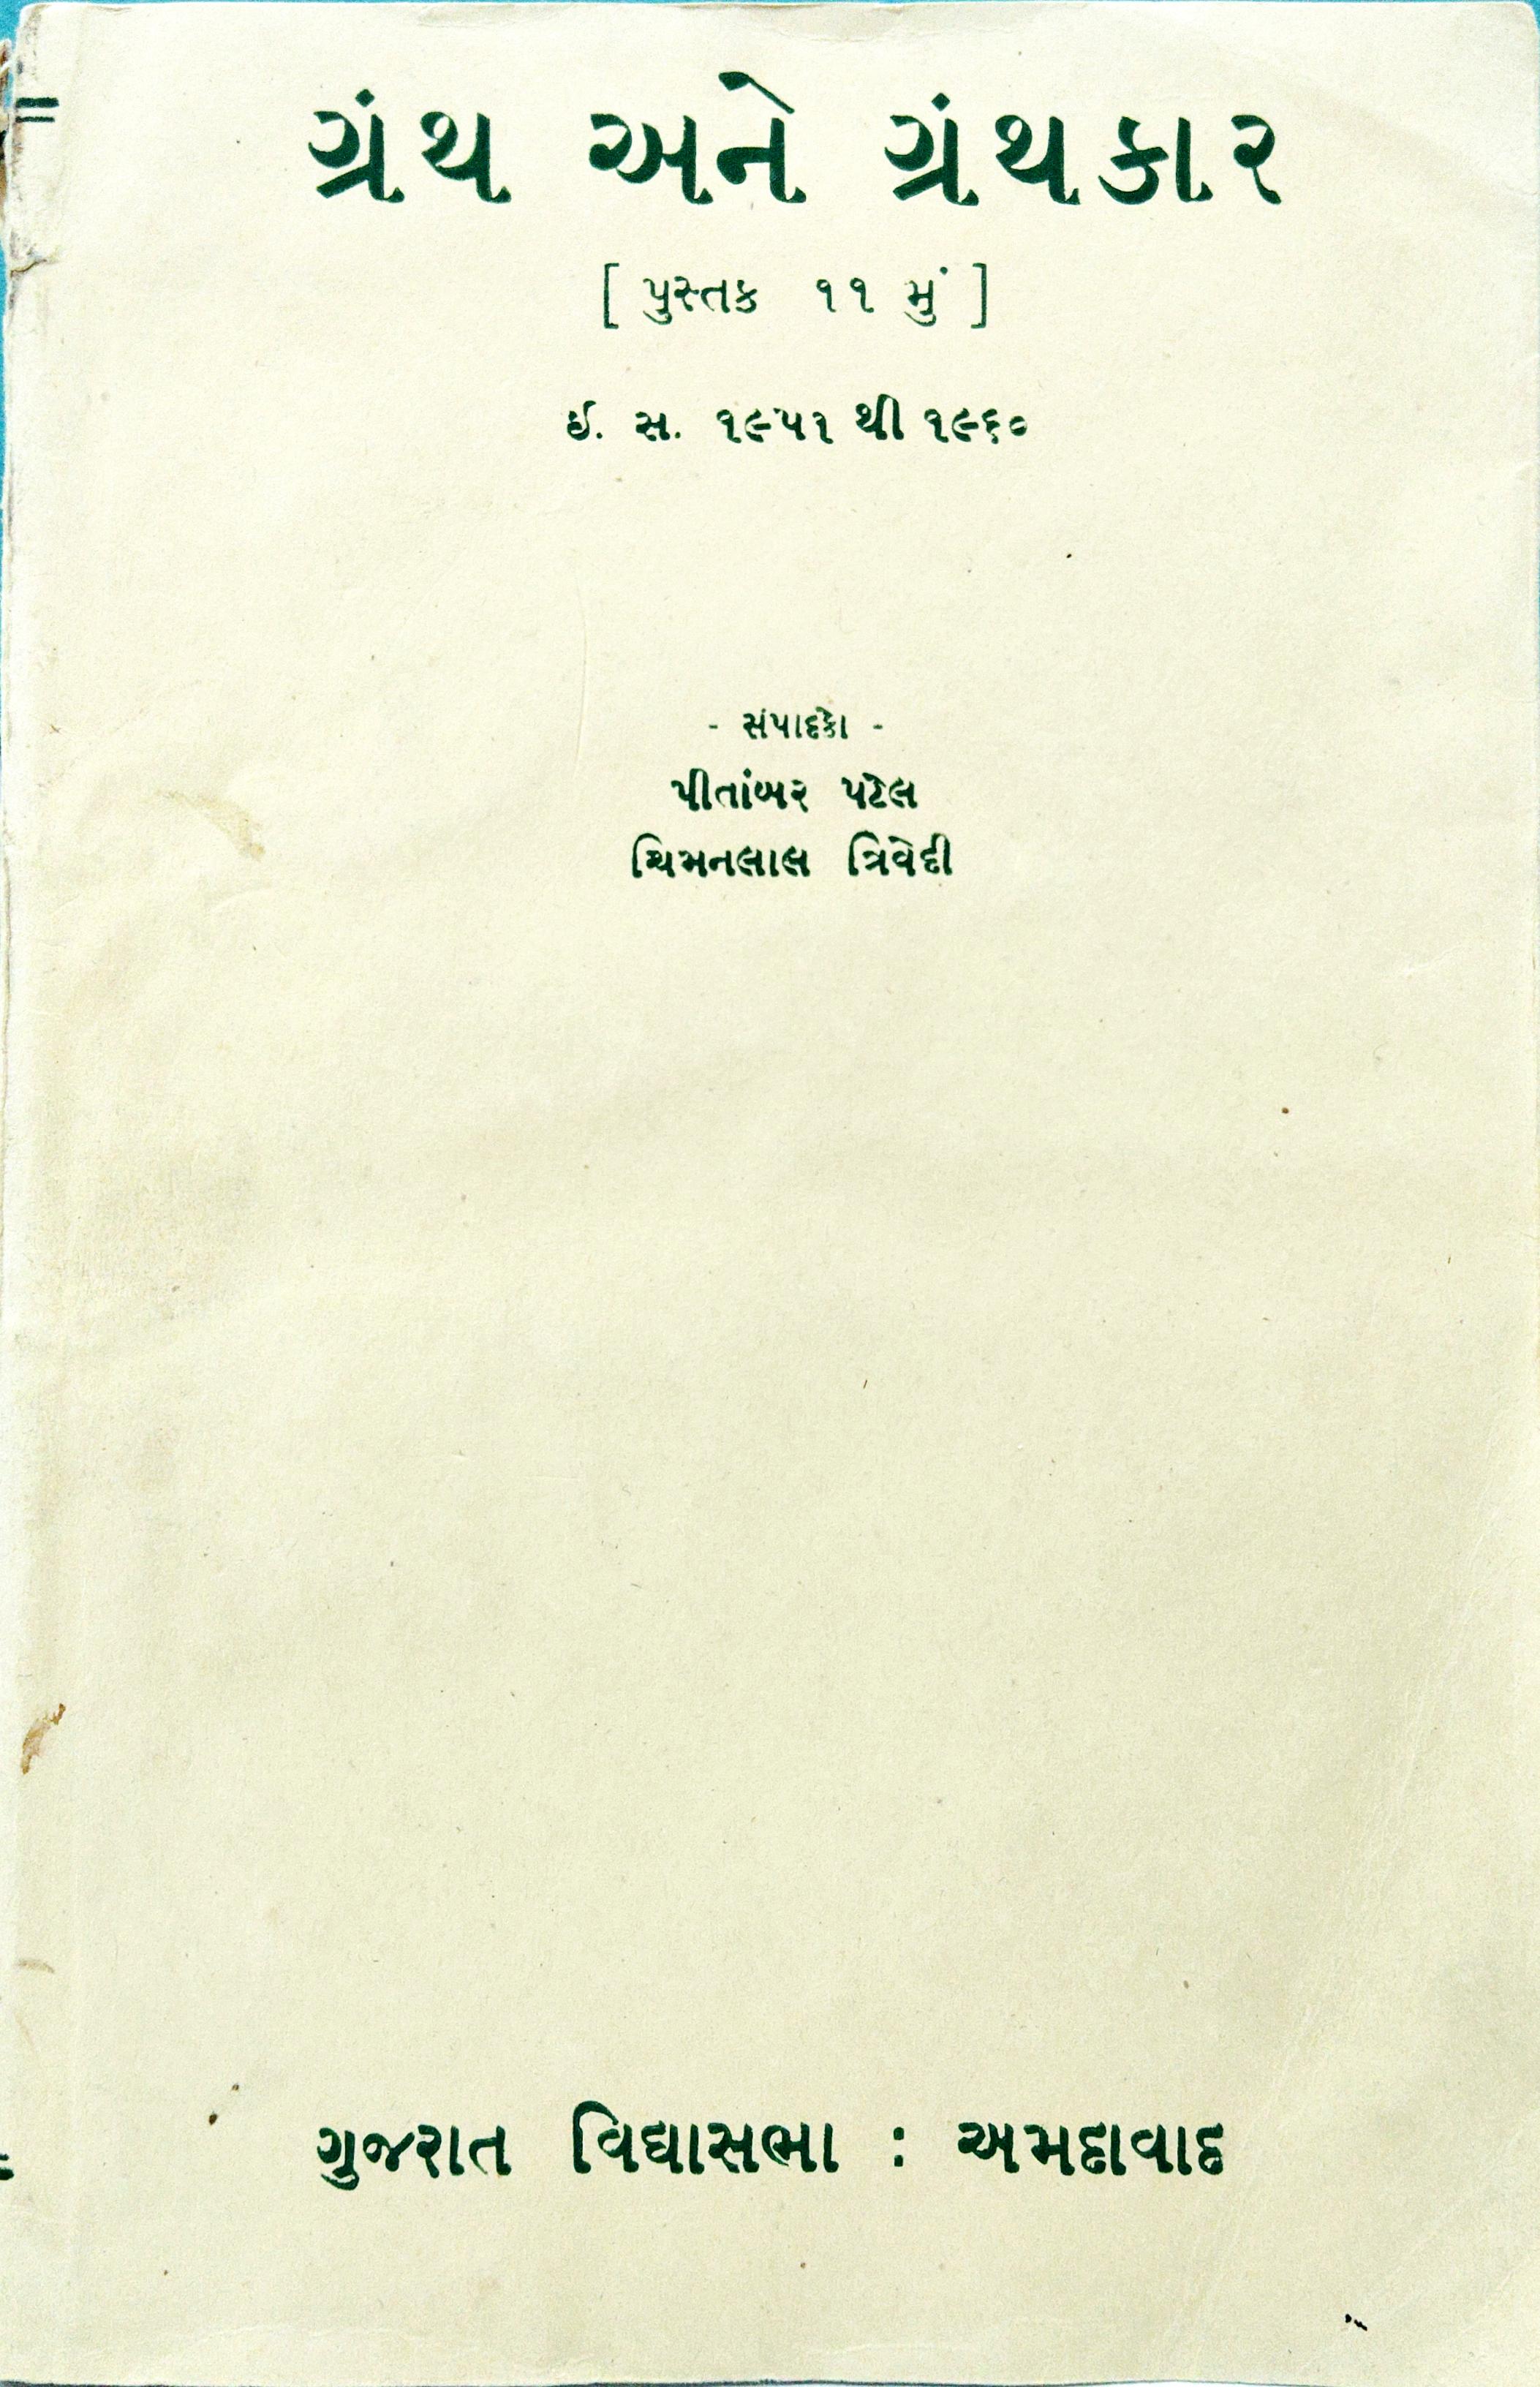 ગ્રંથ અને ગ્રંથકાર
[ પુસ્તક ૧૧ મું ]
ઈ. સ. ૧૯૫૧ થી ૧૯૬૦
- સંપાદકો -
પીતાંબર પટેલ
ચિમનલાલ ત્રિવેદી
ગુજરાત વિદ્યાસભા : અમદાવાદ